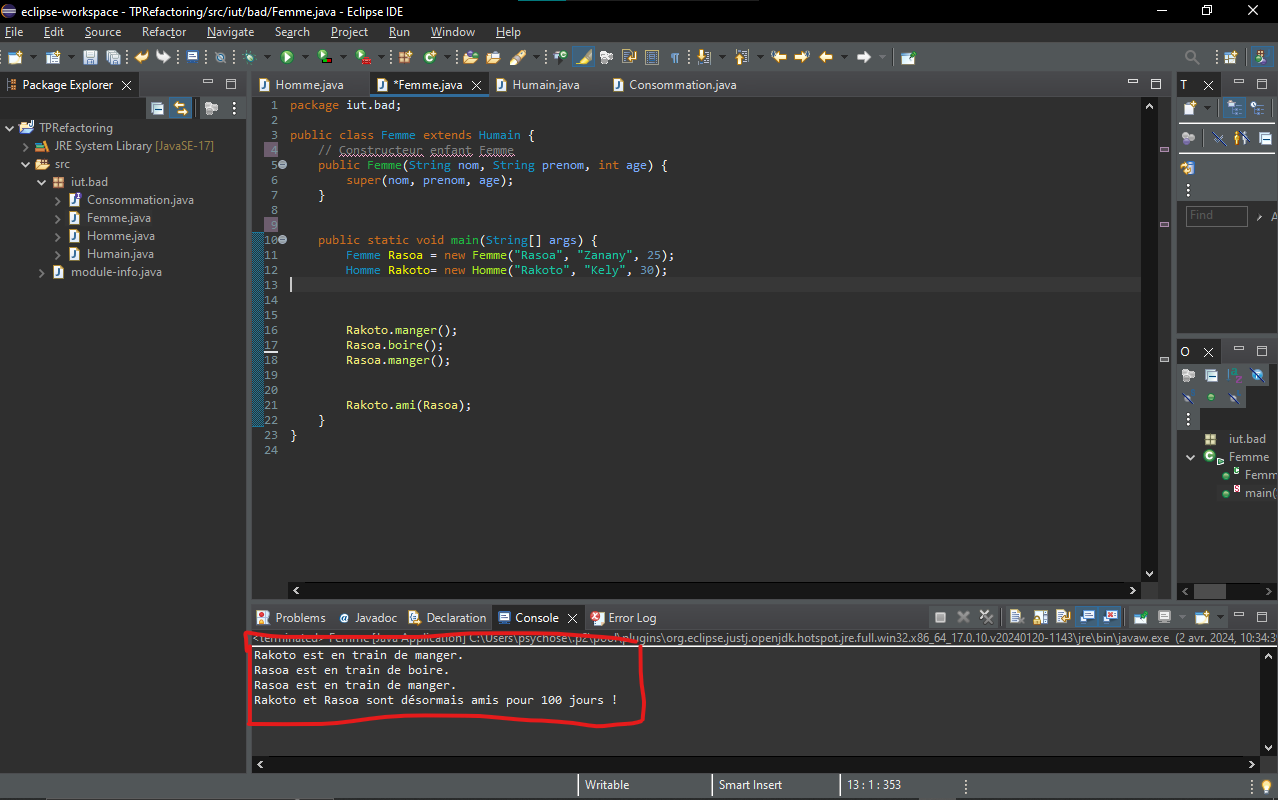 eclipse-workspace - TPRefactoring/src/iut/bad/Femme.java - Eclipse IDE
File Edit Source Refactor Navigate Search Project Run Window Help
Package Explorer
TPRefactoring
JRE System Library [JavaSE-17]
src
iut.bad
Consommation.java
Femme.java
Homme.java
Humain.java
module-info.java
Homme.java *Femme.java Humain.java Consommation.java
1 package iut.bad;
2
3 public class Femme extends Humain {
4 // Constructeur enfant Femme
5 public Femme(String nom, String prenom, int age) {
6 super(nom, prenom, age);
7 }
8
9
10 public static void main(String[] args) {
11 Femme Rasoa = new Femme("Rasoa", "Zanany", 25);
12 Homme Rakoto= new Homme("Rakoto", "Kely", 30);
13
14
15
16 Rakoto.manger();
17 Rasoa.boire();
18 Rasoa.manger();
19
20
21 Rakoto.ami(Rasoa);
22 }
23 }
24
T
Find
A
O
iut.bad
Femme
Femm
main(
Problems Javadoc Declaration Console Error Log
<terminated> Femme [Java Application] C:\Users\psychose\.p2\pool\plugins\org.eclipse.justj.openjdk.hotspot.jre.full.win32.x86_64_17.0.10.v20240120-1143\jre\bin\javaw.exe (2 avr. 2024, 10:34:39
Rakoto est en train de manger.
Rasoa est en train de boire.
Rasoa est en train de manger.
Rakoto et Rasoa sont désormais amis pour 100 jours !
Writable Smart Insert 13 : 1 : 353